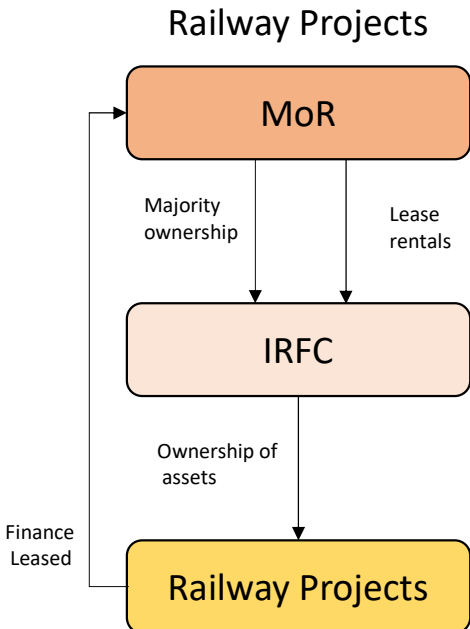 Railway Projects
MoR
Majority
ownership
Lease
rentals
IRFC
Ownership of
assets
Finance
Leased
Railway Projects